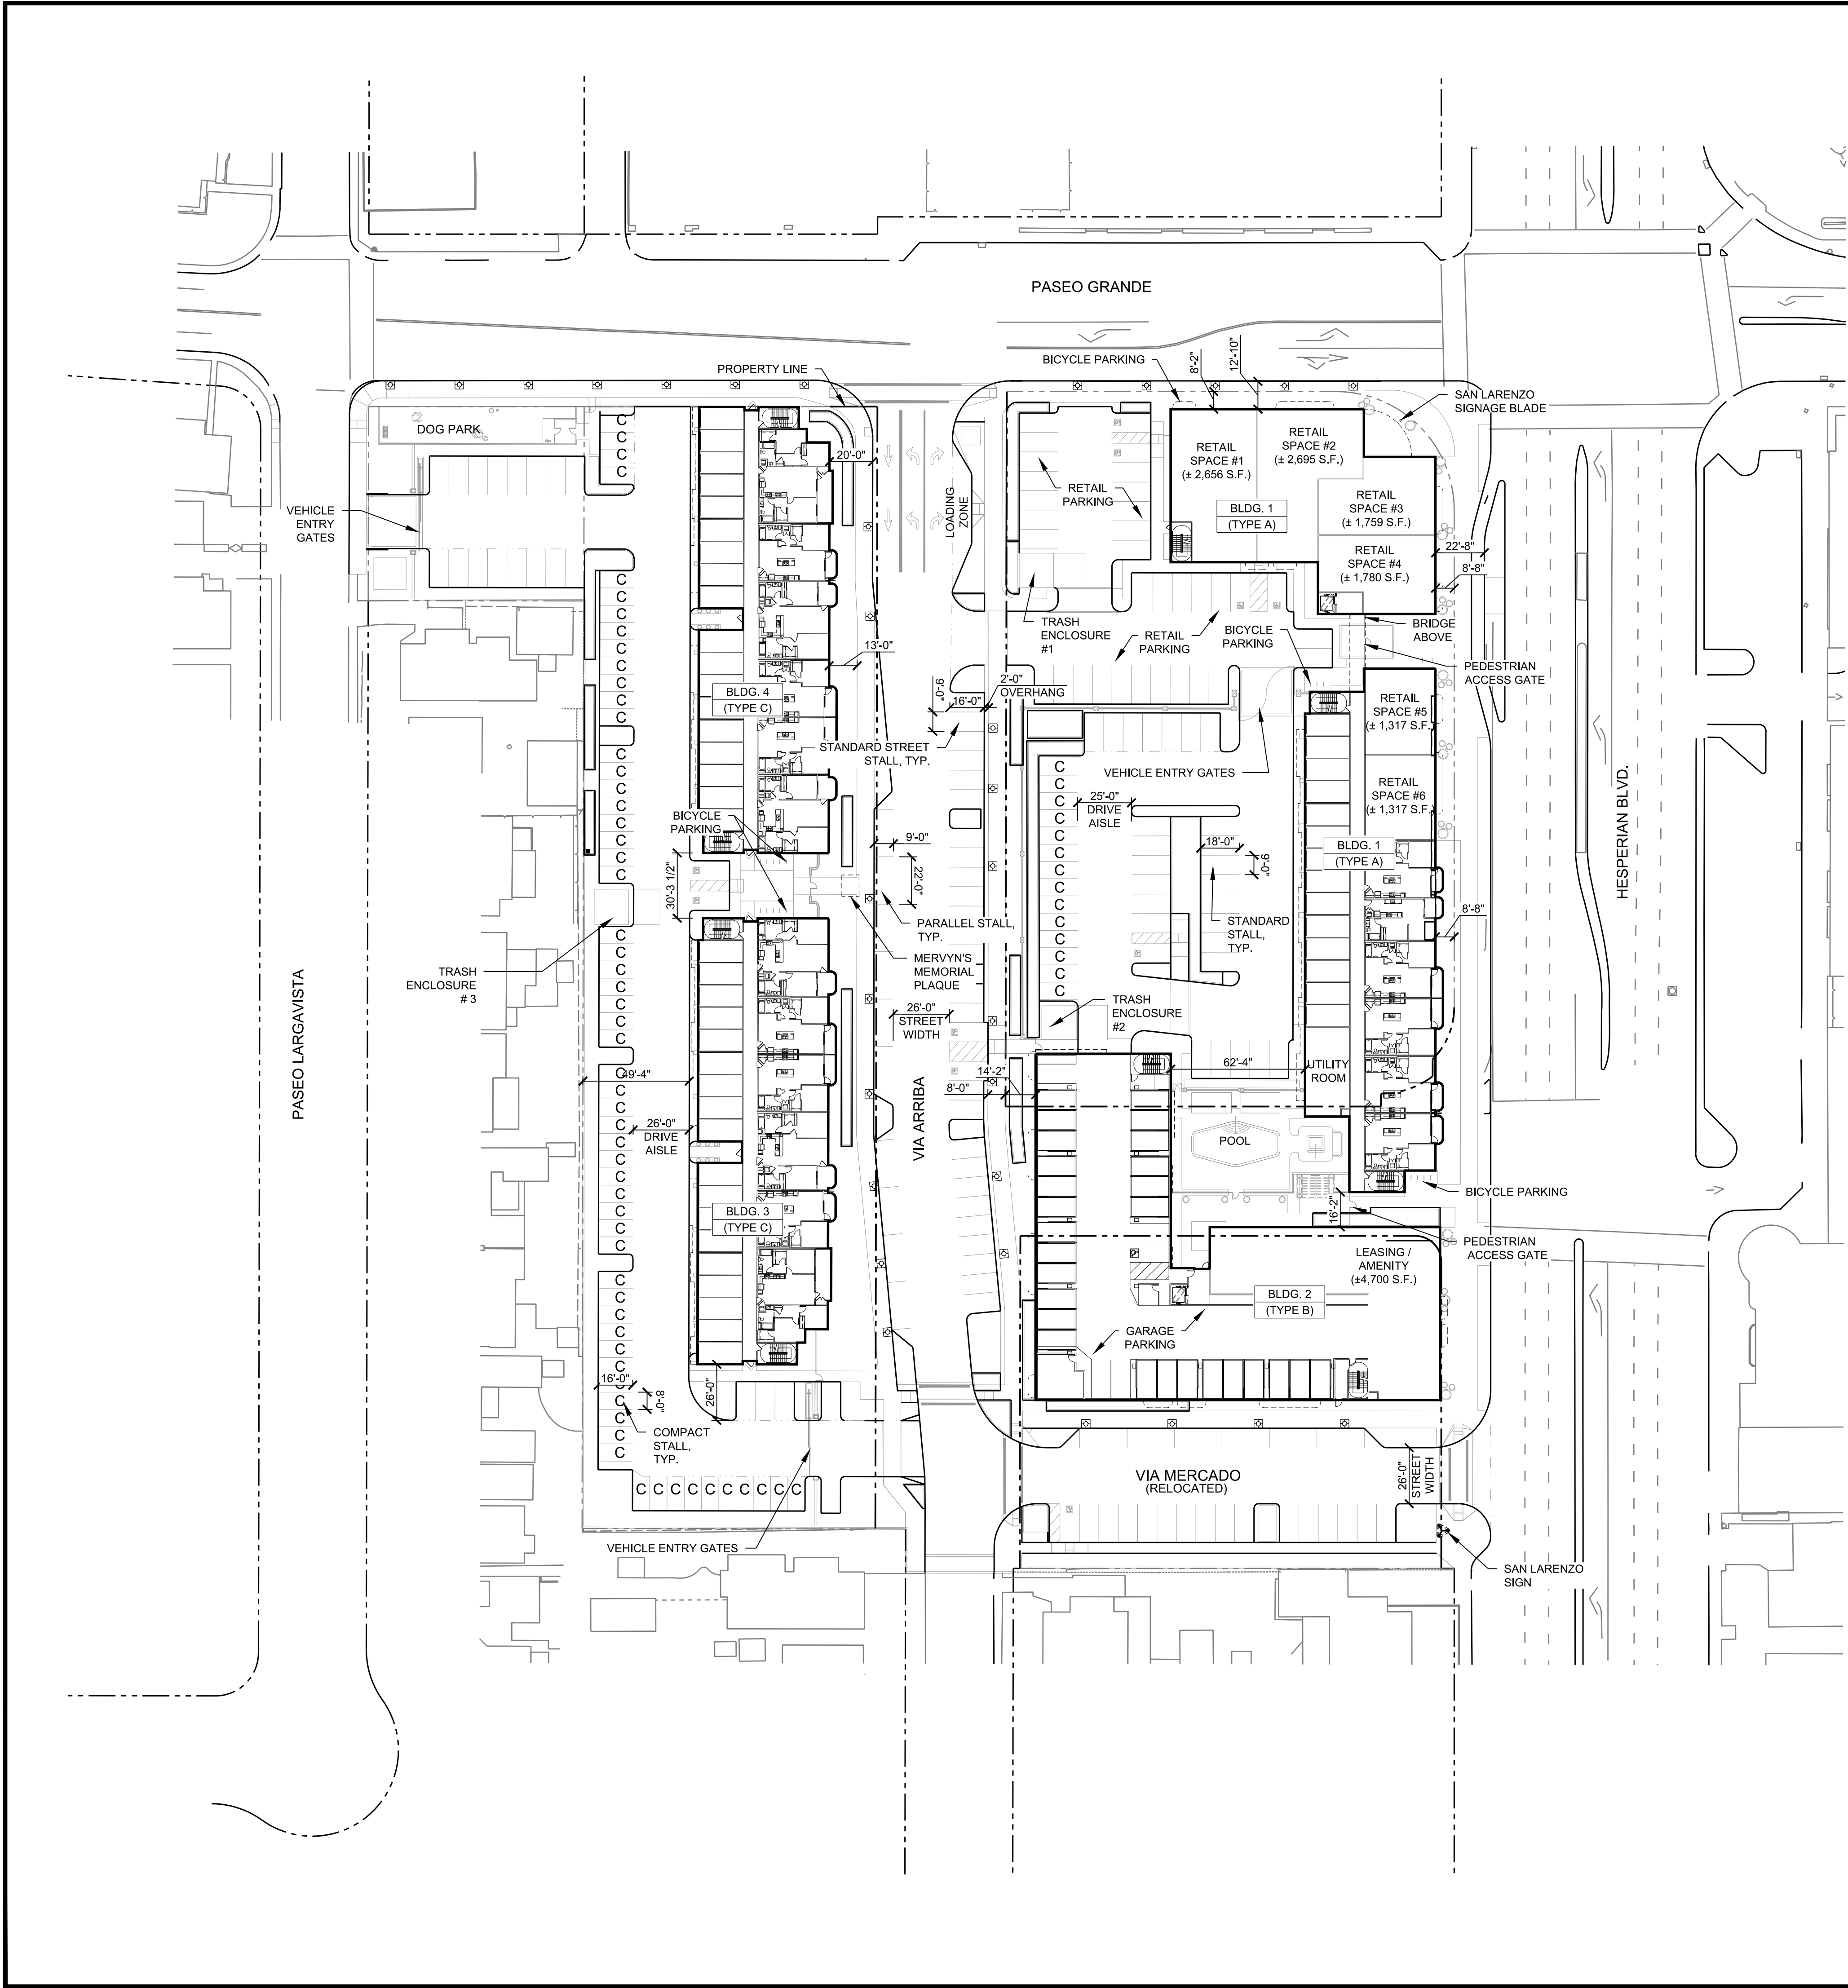 PASEO GRANDE
BICYCLE PARKING
8'-2"
12'-10"
PROPERTY LINE
SAN LARENZO
SIGNAGE BLADE
DOG PARK
C
C
C
C
20'-0"
RETAIL
SPACE #1
(± 2,656 S.F.)
RETAIL
SPACE #2
(± 2,695 S.F.)
RETAIL
PARKING
LOADING
ZONE
RETAIL
SPACE #3
(± 1,759 S.F.)
BLDG. 1
(TYPE A)
VEHICLE
ENTRY
GATES
RETAIL
SPACE #4
(± 1,780 S.F.)
22'-8"
8'-8"
TRASH
ENCLOSURE
#1
RETAIL
PARKING
BICYCLE
PARKING
BRIDGE
ABOVE
13'-0"
PEDESTRIAN
ACCESS GATE
C
C
C
C
C
C
C
C
C
BLDG. 4
(TYPE C)
9'-0"
16'-0"
2'-0"
OVERHANG
RETAIL
SPACE #5
(± 1,317 S.F.)
STANDARD STREET
STALL, TYP.
VEHICLE ENTRY GATES
RETAIL
SPACE #6
(± 1,317 S.F.)
HESPERIAN BLVD.
C
C
C
C
C
C
C
C
25'-0"
DRIVE
AISLE
BICYCLE
PARKING
9'-0"
18'-0"
9'-0"
BLDG. 1
(TYPE A)
30'-3 1/2"
22'-0"
C
C
C
C
C
C
C
C
C
C
C
C
C
C
PARALLEL STALL,
TYP.
STANDARD
STALL,
TYP.
8'-8"
MERVYN'S
MEMORIAL
PLAQUE
TRASH
ENCLOSURE
# 3
TRASH
ENCLOSURE
#2
26'-0"
STREET
WIDTH
PASEO LARGAVISTA
C
C
C
C
C
C
C
49'-4"
14'-2"
8'-0"
62'-4"
UTILITY
ROOM
VIA ARRIBA
26'-0"
DRIVE
AISLE
POOL
C
C
C
C
C
C
C
C
C
C
C
BICYCLE PARKING
16'-2"
BLDG. 3
(TYPE C)
PEDESTRIAN
ACCESS GATE
LEASING /
AMENITY
(±4,700 S.F.)
BLDG. 2
(TYPE B)
GARAGE
PARKING
C
C
C
C
C
C
16'-0"
8'-0"
26'-0"
C
C
C
C
C
COMPACT
STALL,
TYP.
C C C C C C C C C C
VIA MERCADO
(RELOCATED)
26'-0"
STREET
WIDTH
VEHICLE ENTRY GATES
SAN LARENZO
SIGN